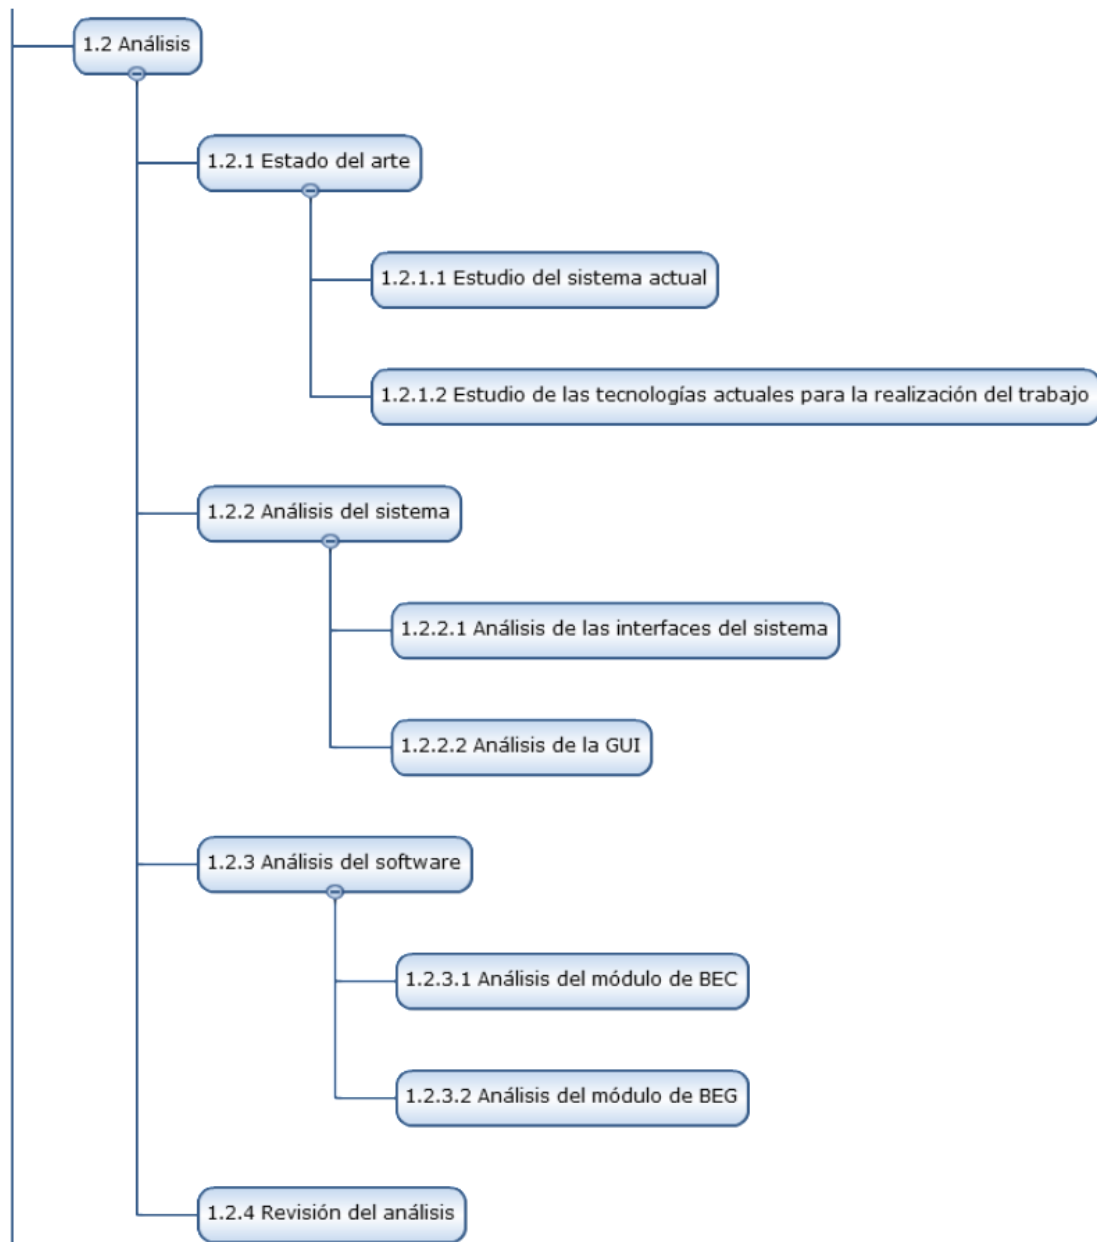 1.2 Análisis
1.2.1 Estado del arte
1.2.1.1 Estudio del sistema actual
1.2.1.2 Estudio de las tecnologías actuales para la realización del trabajo
1.2.2 Análisis del sistema
1.2.2.1 Análisis de las interfaces del sistema
1.2.2.2 Análisis de la GUI
1.2.3 Análisis del software
1.2.3.1 Análisis del módulo de BEC
1.2.3.2 Análisis del módulo de BEG
1.2.4 Revisión del análisis